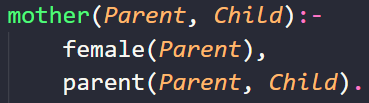 mother(Parent, Child):-
    female(Parent),
    parent(Parent, Child).